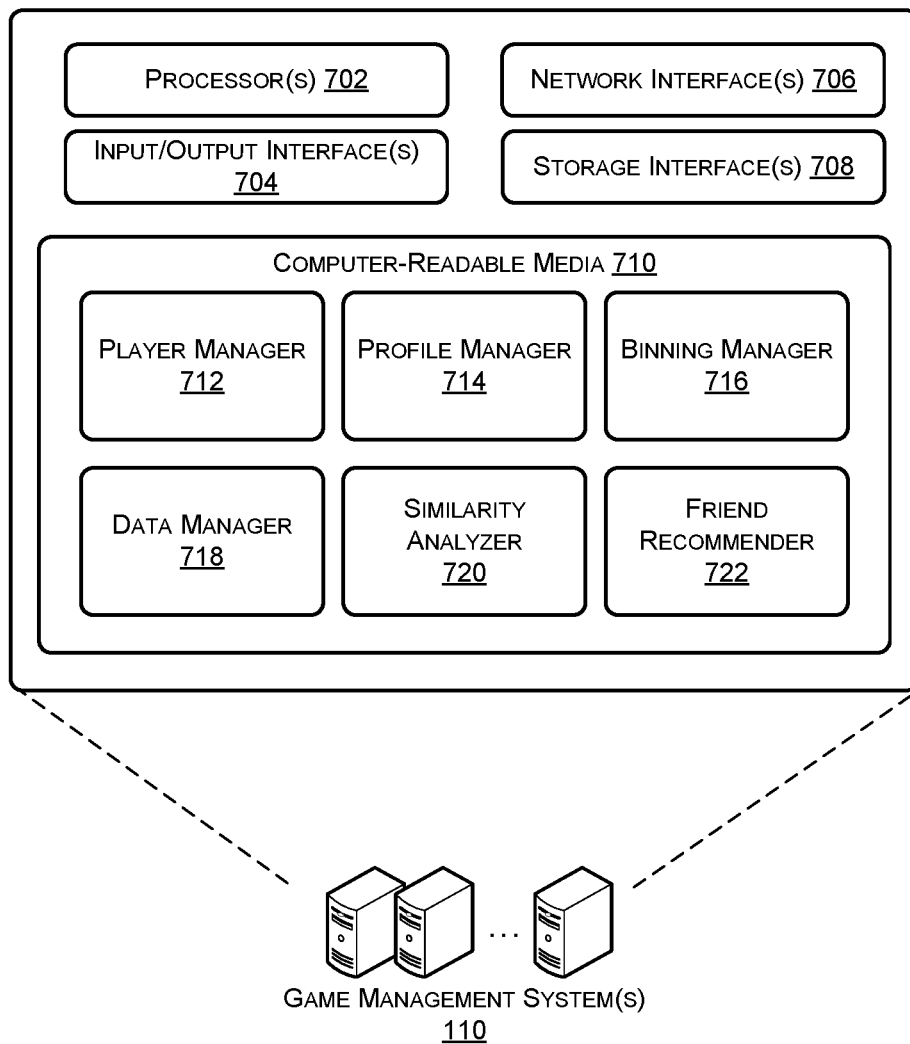 PROCESSOR(S) 702
NETWORK INTERFACE(S) 706
INPUT/OUTPUT INTERFACE(S)
704
STORAGE INTERFACE(S) 708
COMPUTER-READABLE MEDIA 710
PLAYER MANAGER
712
PROFILE MANAGER
714
BINNING MANAGER
716
DATA MANAGER
718
SIMILARITY
ANALYZER
720
FRIEND
RECOMMENDER
722
...
GAME MANAGEMENT SYSTEM(S)
110